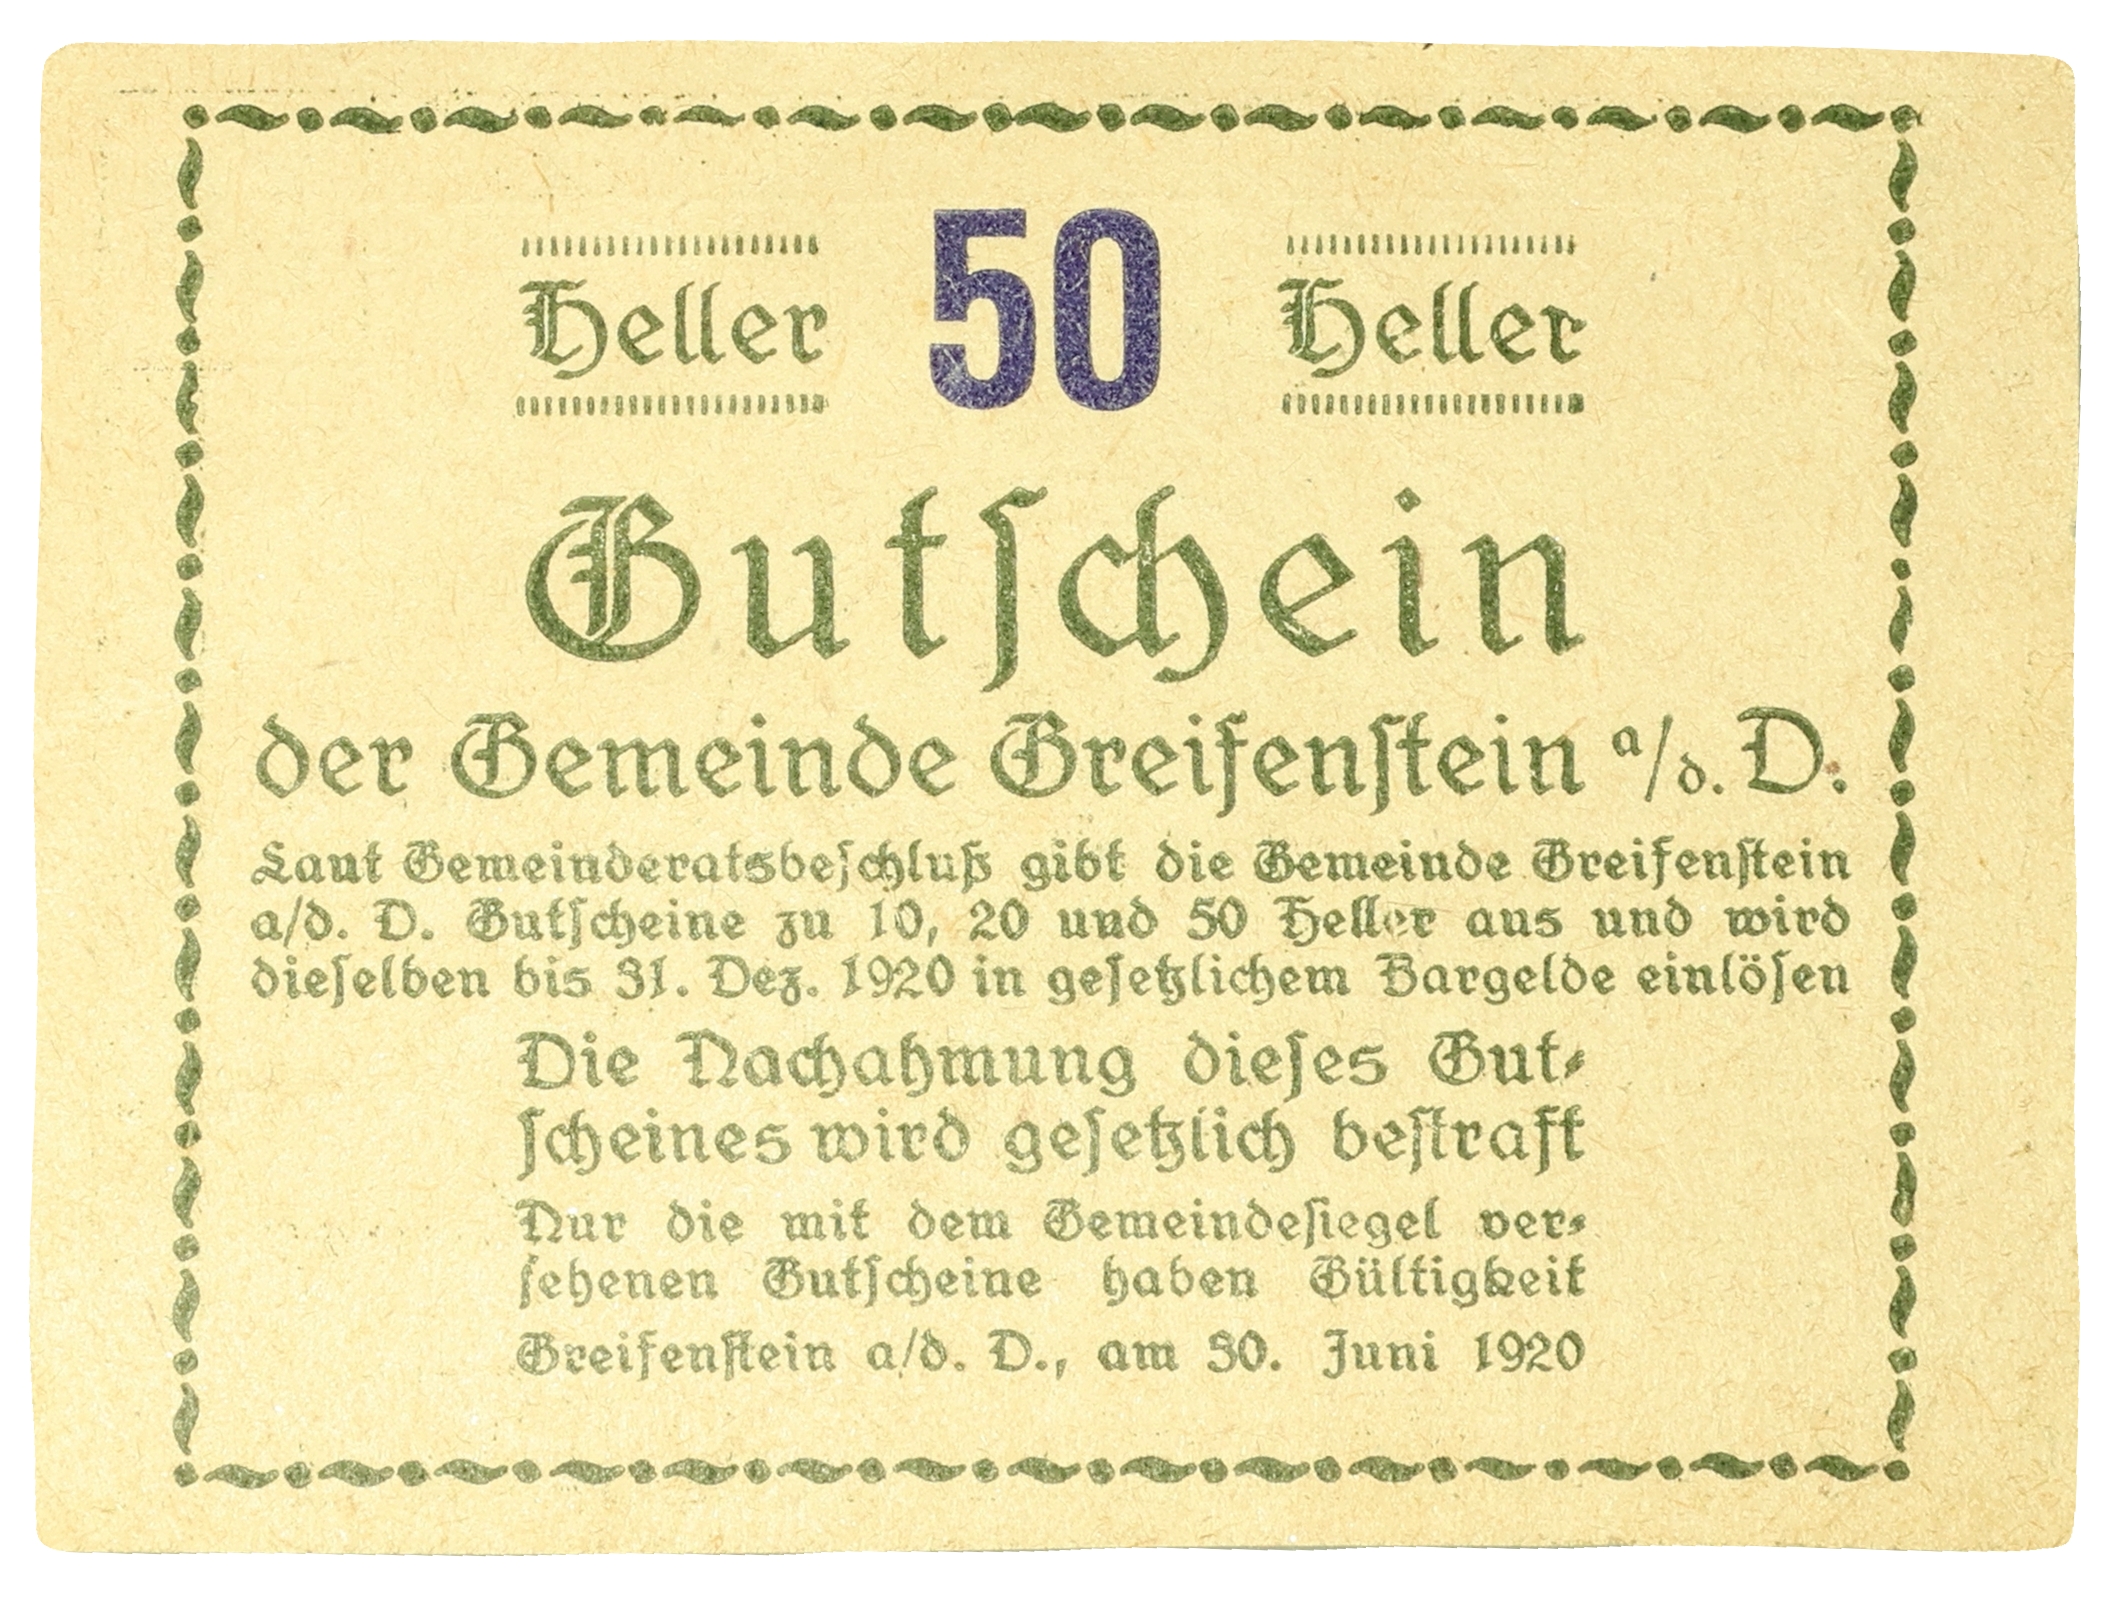 Heller 50 Heller
Gutschein
der Gemeinde Greifenstein a/d. D.
Laut Gemeinderatsbeschluß gibt die Gemeinde Greifenstein
a/d. D. Gutscheine zu 10, 20 und 50 Heller aus und wird
dieselben bis 31. Dez. 1920 in gesetzlichem Bargelde einlösen
Die Nachahmung dieses Gut-
scheines wird gesetzlich bestraft
Nur die mit dem Gemeindesiegel ver-
sehenen Gutscheine haben Gültigkeit
Greifenstein a/d. D., am 30. Juni 1920